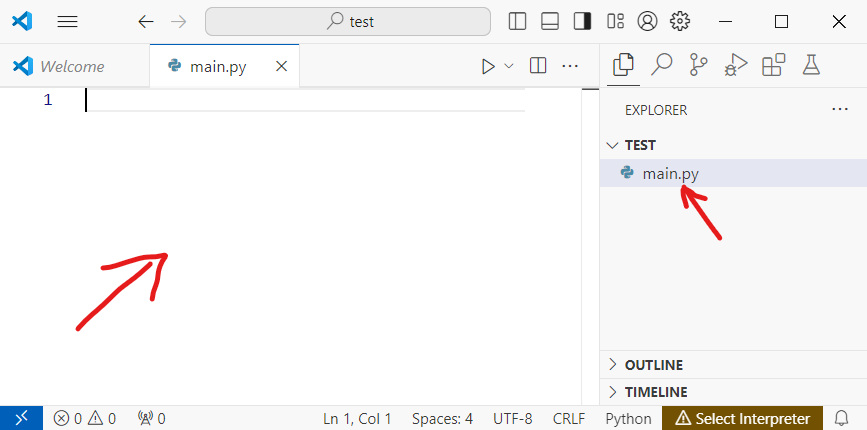 test
Welcome
main.py
1
EXPLORER
TEST
main.py
OUTLINE
TIMELINE
0 0 0 Ln 1, Col 1 Spaces: 4 UTF-8 CRLF Python Select Interpreter